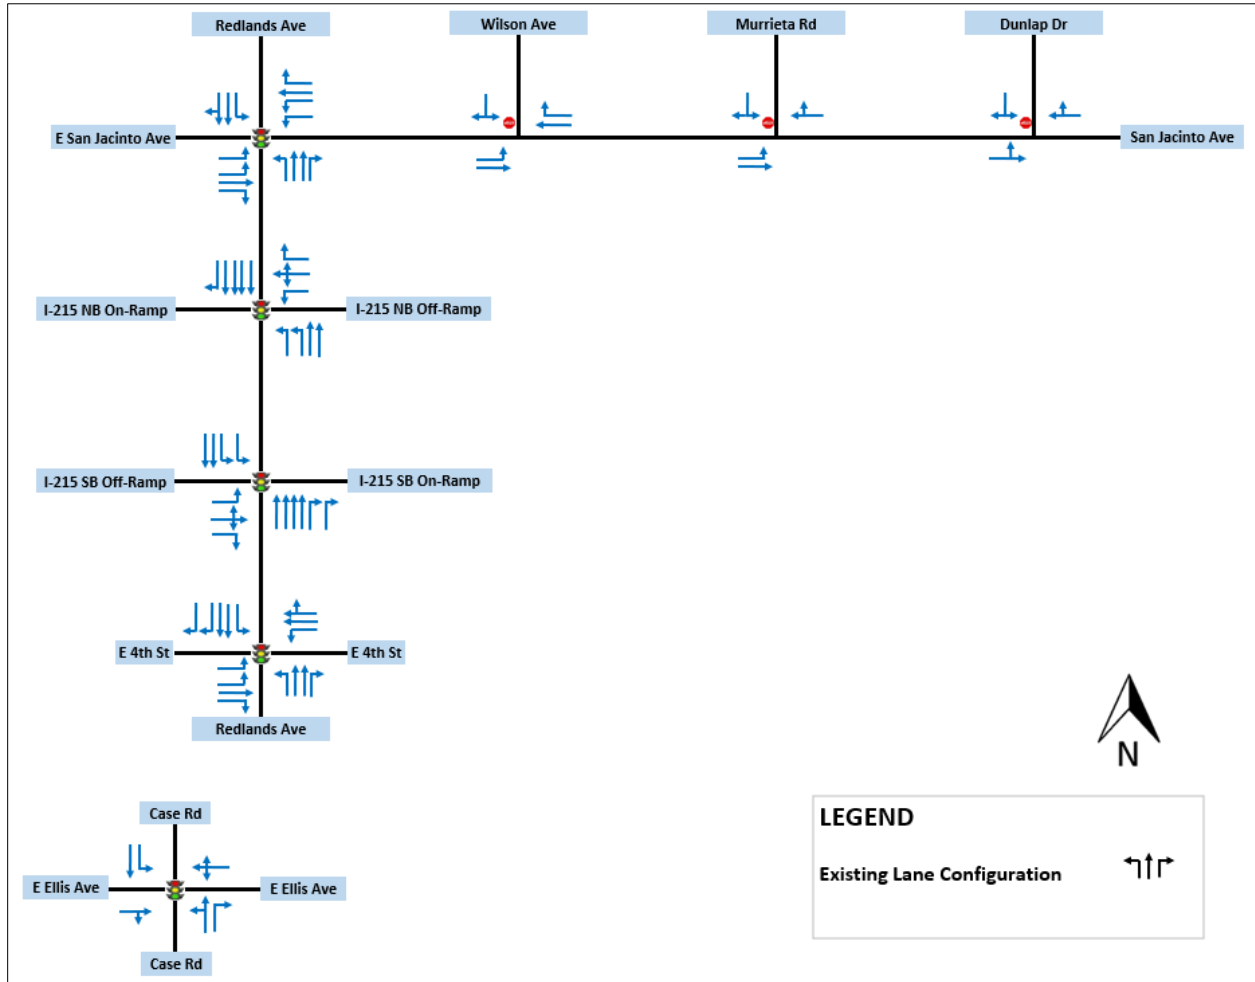 Redlands Ave
Wilson Ave
Murrieta Rd
Dunlap Dr
E San Jacinto Ave
San Jacinto Ave
I-215 NB On-Ramp
I-215 NB Off-Ramp
I-215 SB Off-Ramp
I-215 SB On-Ramp
E 4th St
E 4th St
Redlands Ave
N
Case Rd
E Ellis Ave
E Ellis Ave
Case Rd
LEGEND
Existing Lane Configuration